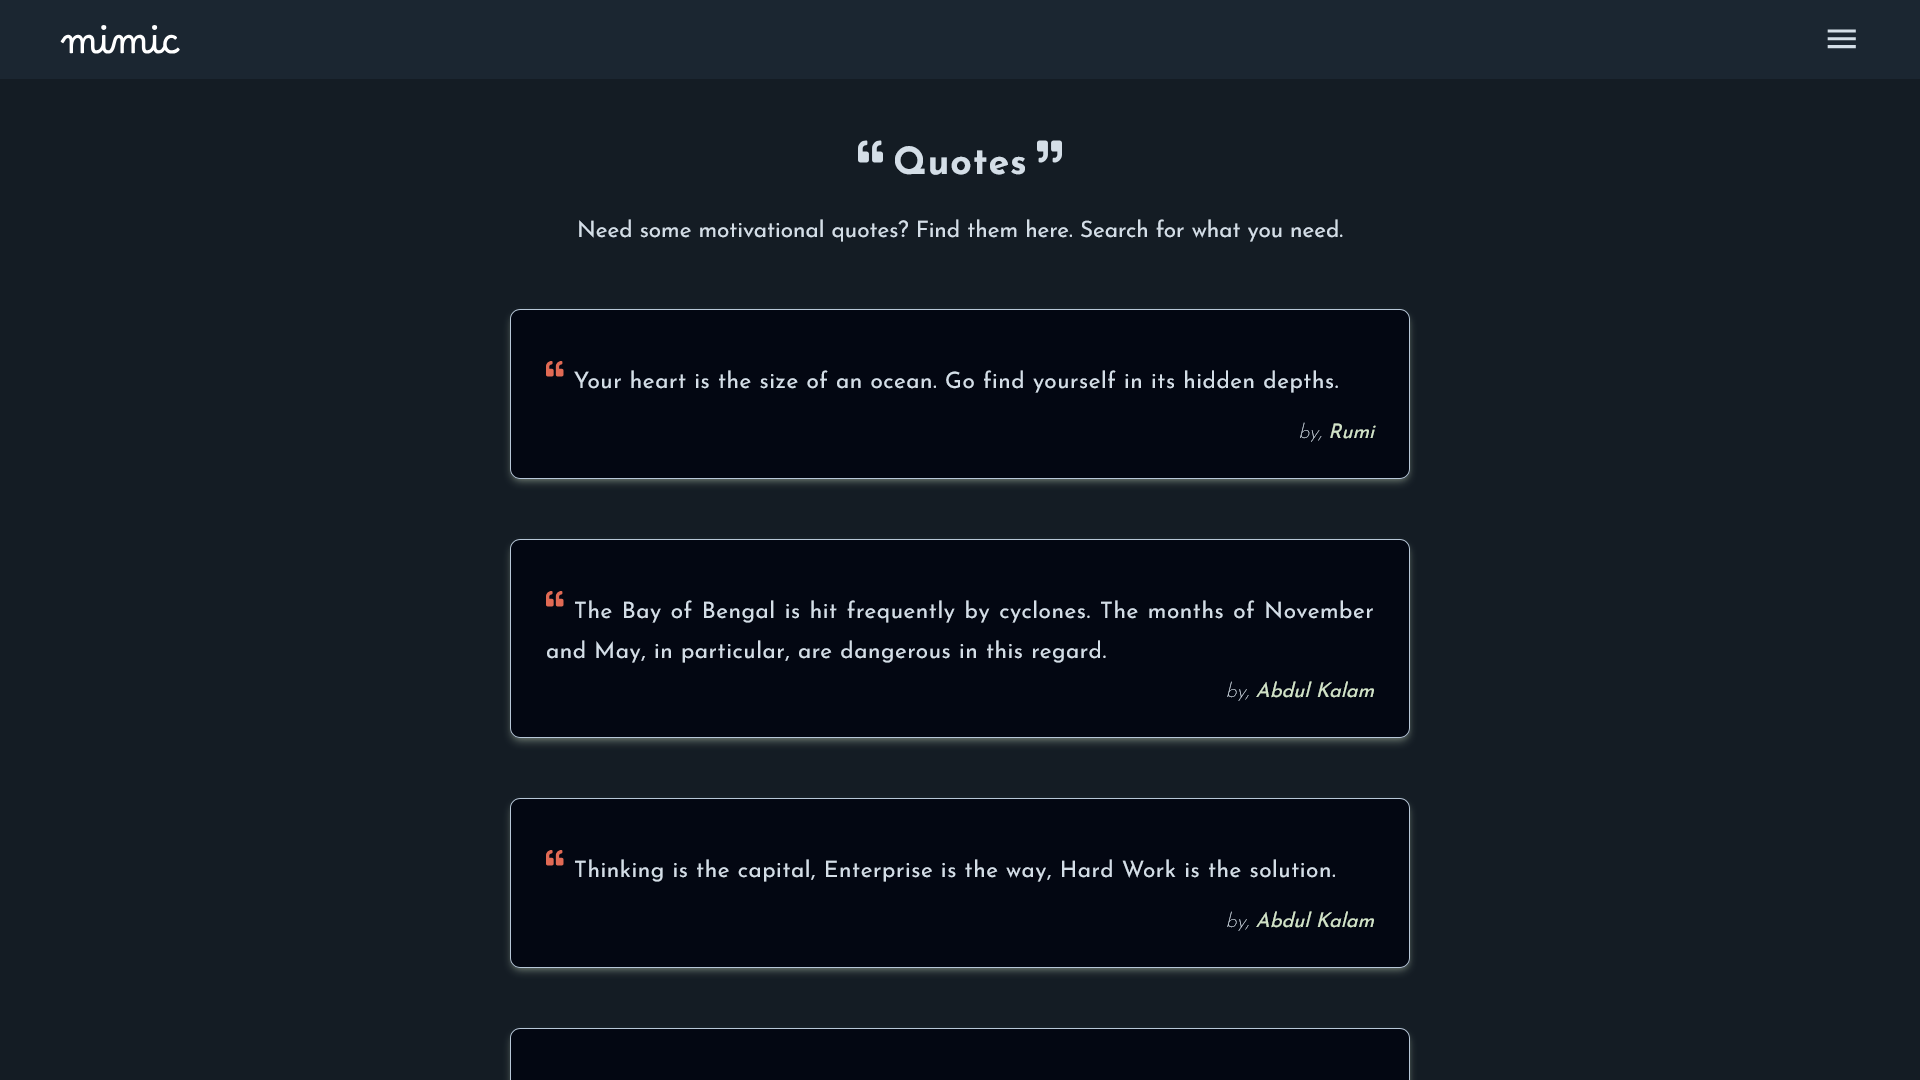 mimic
“ Quotes ”
Need some motivational quotes? Find them here. Search for what you need.
“ Your heart is the size of an ocean. Go find yourself in its hidden depths.
by, Rumi
“ The Bay of Bengal is hit frequently by cyclones. The months of November
and May, in particular, are dangerous in this regard.
by, Abdul Kalam
“ Thinking is the capital, Enterprise is the way, Hard Work is the solution.
by, Abdul Kalam